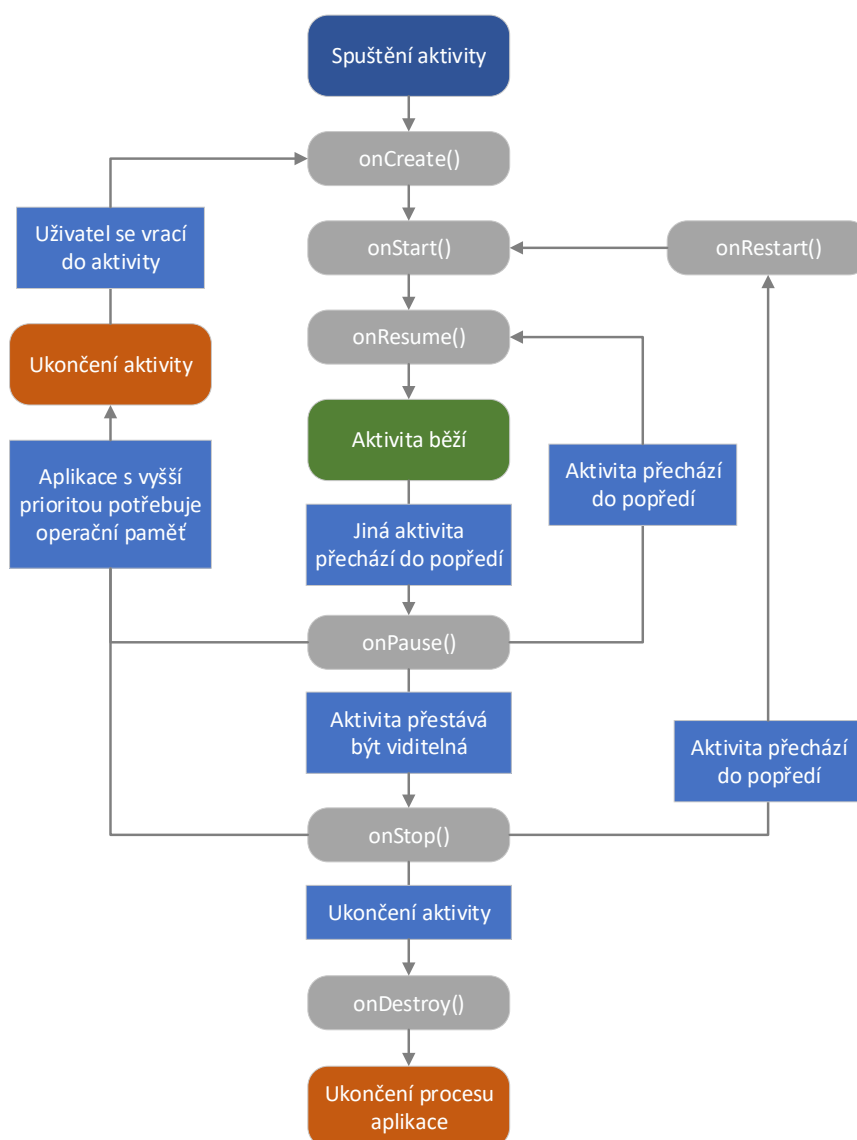 Spuštění aktivity
onCreate()
Uživatel se vrací
do aktivity
onStart()
onRestart()
onResume()
Ukončení aktivity
Aktivita běží
Aplikace s vyšší
prioritou potřebuje
operační paměť
Aktivita přechází
do popředí
Jiná aktivita
přechází do popředí
onPause()
Aktivita přestává
být viditelná
Aktivita přechází
do popředí
onStop()
Ukončení aktivity
onDestroy()
Ukončení procesu
aplikace